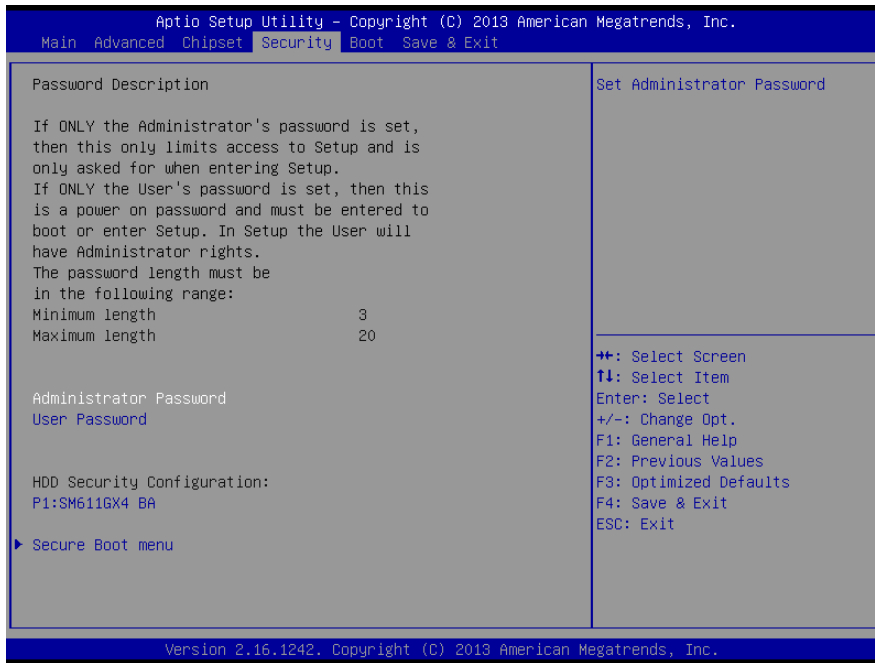 Aptio Setup Utility – Copyright (C) 2013 American Megatrends, Inc.
Main Advanced Chipset Security Boot Save & Exit
Password Description
If ONLY the Administrator's password is set,
then this only limits access to Setup and is
only asked for when entering Setup.
If ONLY the User's password is set, then this
is a power on password and must be entered to
boot or enter Setup. In Setup the User will
have Administrator rights.
The password length must be
in the following range:
Minimum length 3
Maximum length 20
Administrator Password
User Password
HDD Security Configuration:
P1:SM611GX4 BA
Secure Boot menu
Set Administrator Password
→←: Select Screen
↑↓: Select Item
Enter: Select
+/-: Change Opt.
F1: General Help
F2: Previous Values
F3: Optimized Defaults
F4: Save & Exit
ESC: Exit
Version 2.16.1242. Copyright (C) 2013 American Megatrends, Inc.